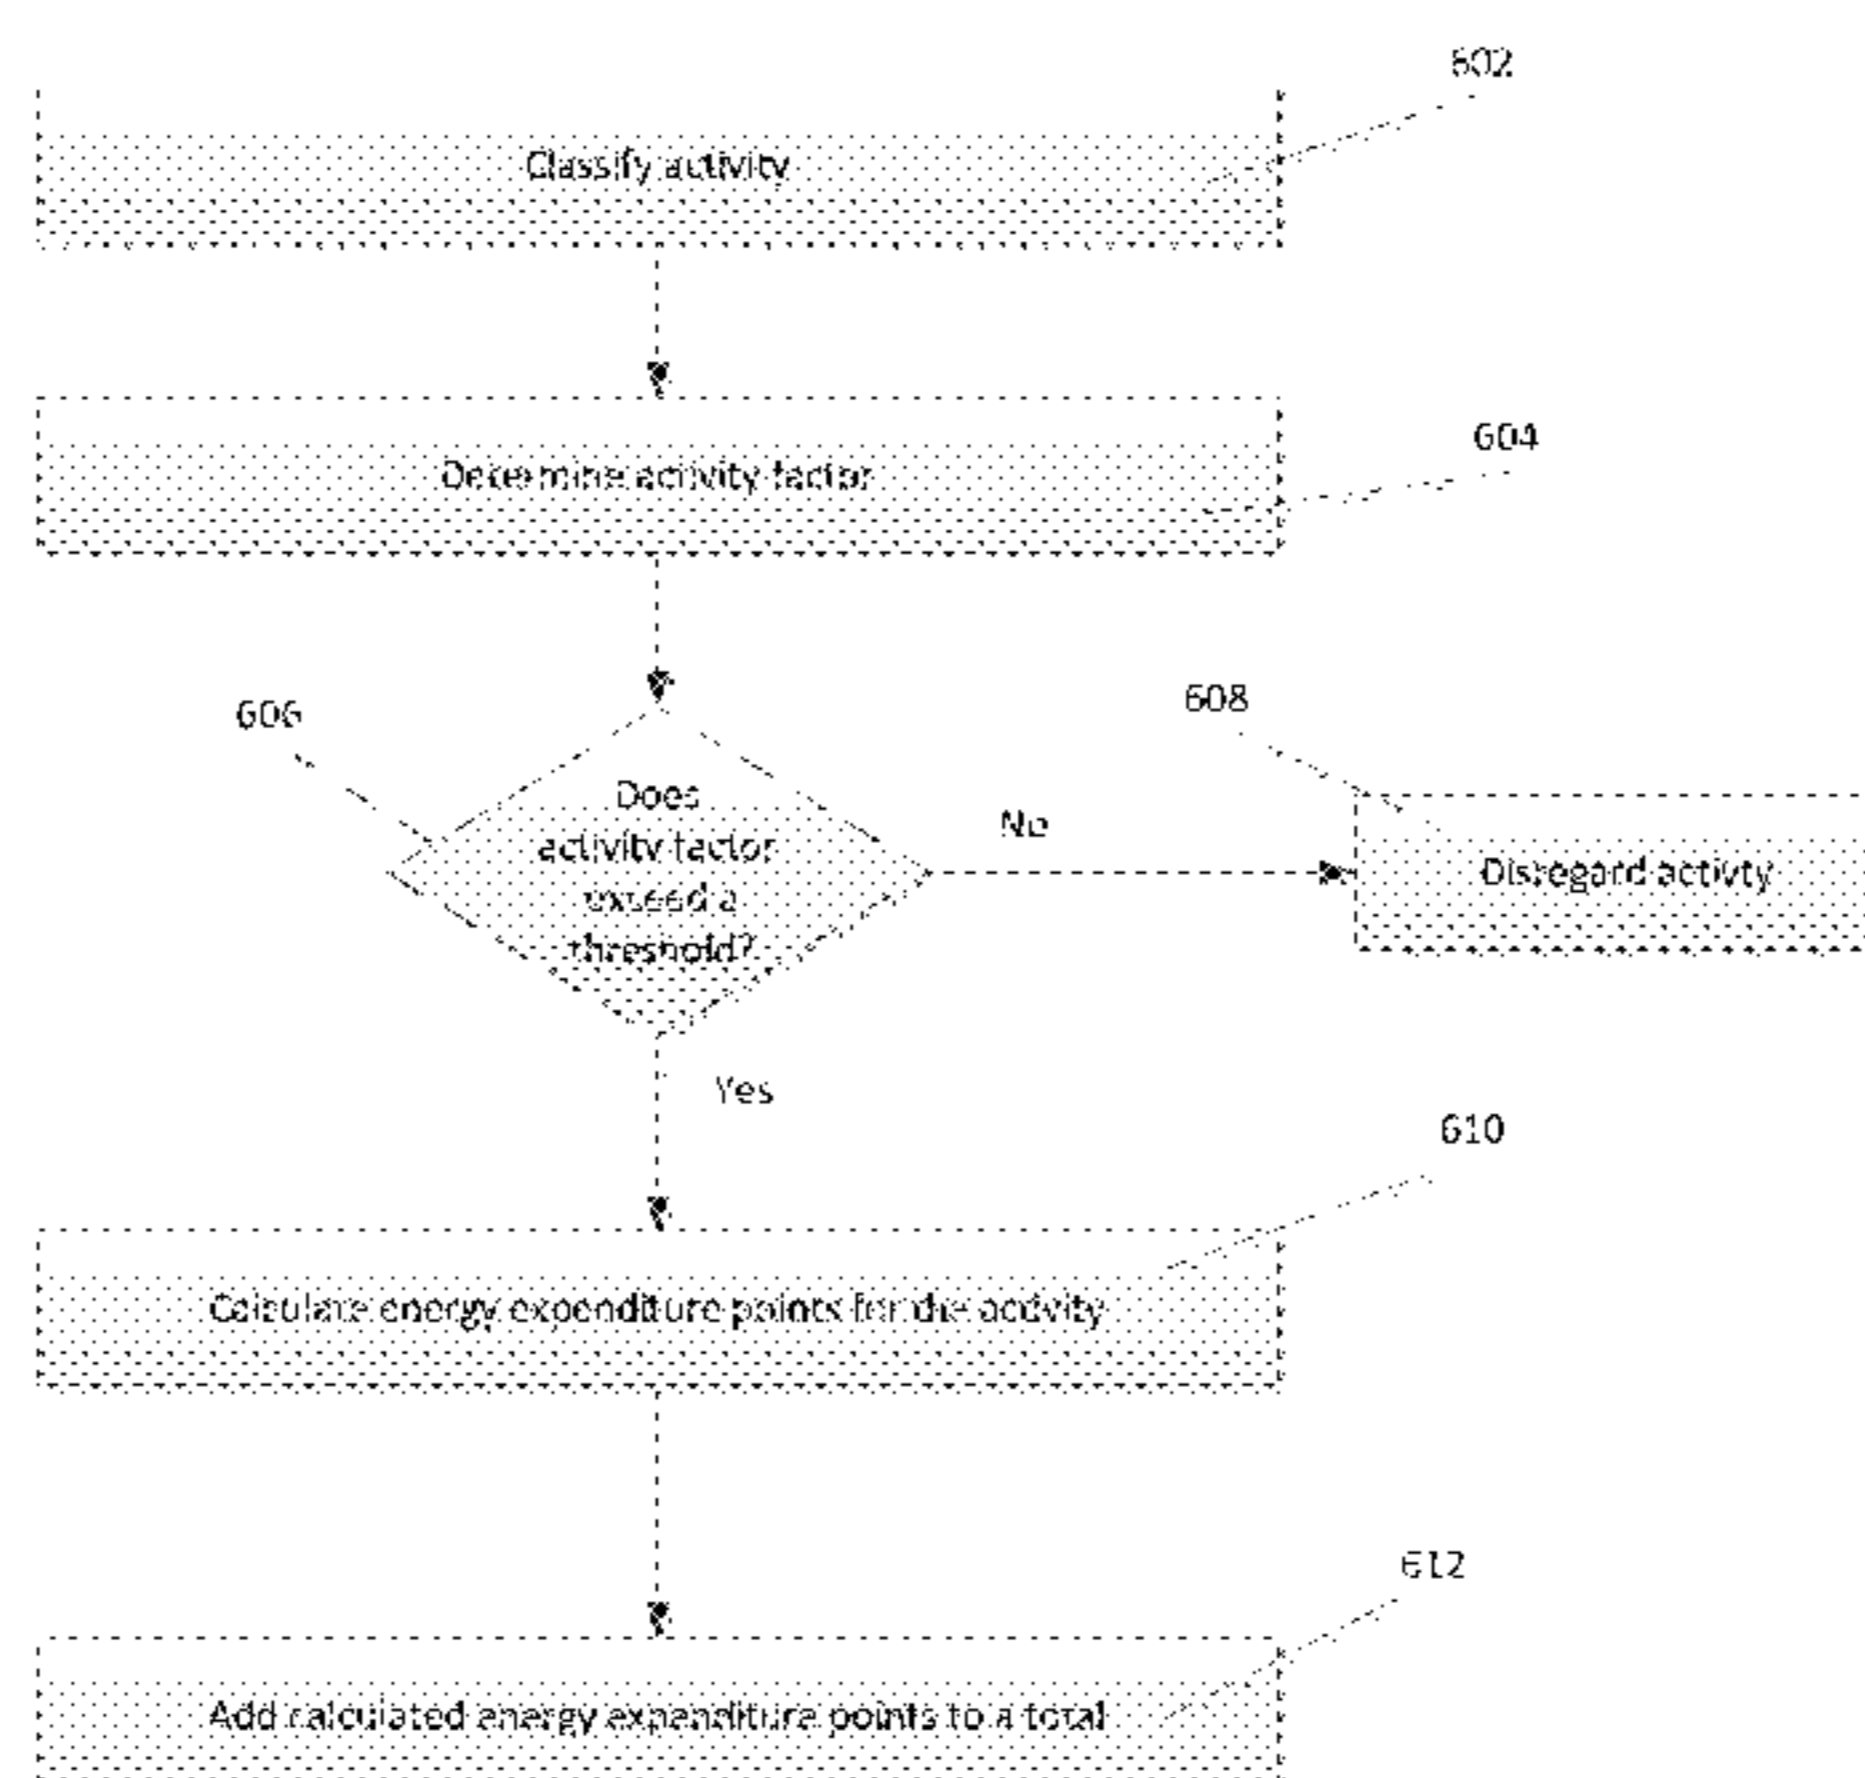 602
Classify activity
604
Determine activity factor
606
608
Does
activity factor
exceed a
threshold?
No
Disregard activty
Yes
610
Calculate energy expenditure points for the activity
612
Add calculated energy expenditure points to a total